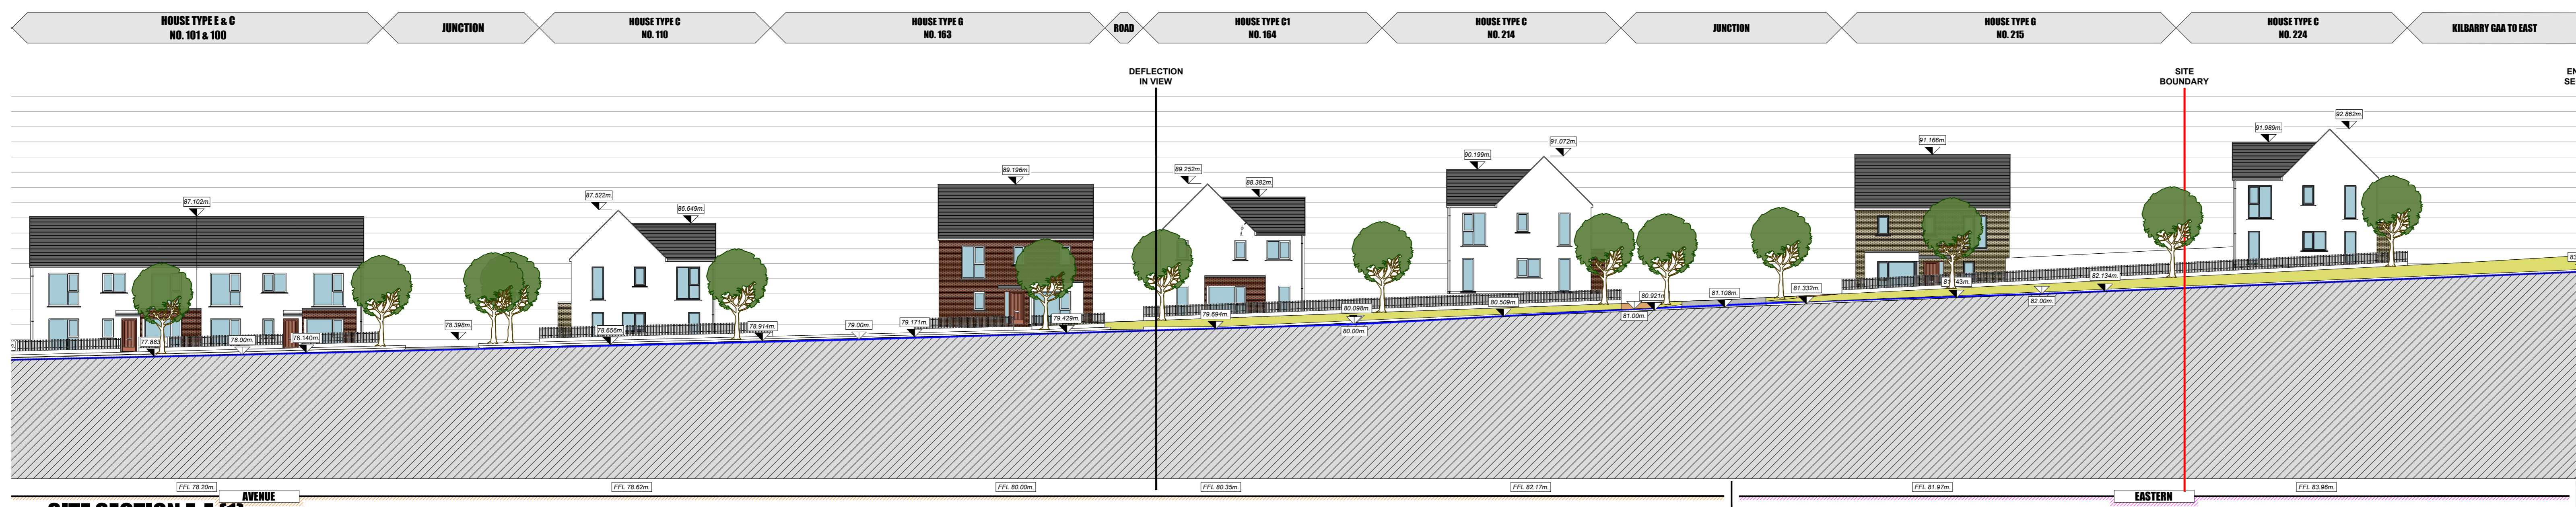 HOUSE TYPE E & C
NO. 101 & 100
JUNCTION
HOUSE TYPE C
NO. 110
HOUSE TYPE G
NO. 163
ROAD
HOUSE TYPE C1
NO. 164
HOUSE TYPE C
NO. 214
JUNCTION
HOUSE TYPE G
NO. 215
HOUSE TYPE C
NO. 224
KILBARRY GAA TO EAST
DEFLECTION
IN VIEW
SITE
BOUNDARY
87.102m.
87.522m.
86.649m.
89.196m.
89.252m.
88.382m.
90.199m.
91.072m.
91.166m.
91.989m.
92.862m.
77.883
78.00m.
78.140m.
78.398m.
78.656m.
78.914m.
79.00m.
79.171m.
79.429m.
79.694m.
80.098m.
80.00m.
80.509m.
81.00m.
80.921m
81.108m.
81.332m.
82.00m.
82.134m.
FFL 78.20m.
FFL 78.62m.
FFL 80.00m.
FFL 80.35m.
FFL 82.17m.
FFL 81.97m.
FFL 83.96m.
AVENUE
EASTERN